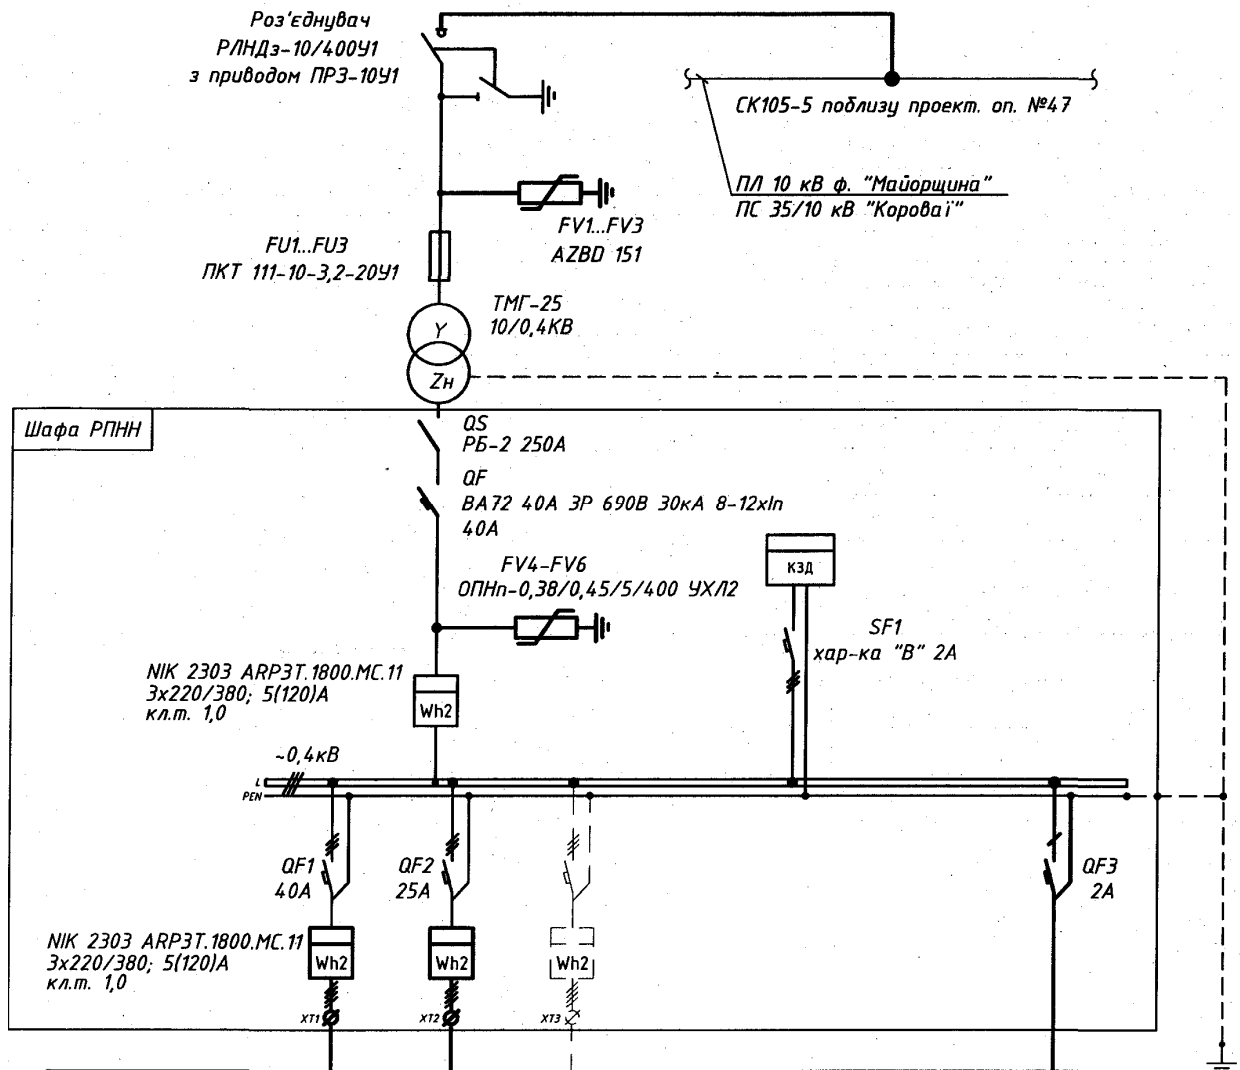 Роз'єднувач
РЛНДз-10/400У1
з приводом ПРЗ-10У1
СК105-5 поблизу проект. оп. №47
ПЛ 10 кВ ф. "Майорщина"
ПС 35/10 кВ "Короваї"
FV1...FV3
AZBD 151
FU1...FU3
ПКТ 111-10-3,2-20У1
ТМГ-25
10/0,4КВ
Y
Zн
Шафа РПНН
QS
РБ-2 250А
QF
ВА72 40А 3Р 690В 30кА 8-12хIn
40А
FV4-FV6
ОПНп-0,38/0,45/5/400 УХЛ2
КЗД
SF1
хар-ка "В" 2А
NIK 2303 ARP3T.1800.MC.11
3x220/380; 5(120)A
кл.т. 1,0
Wh2
~0,4кВ
L
PEN
QF1
40А
QF2
25А
QF3
2А
NIK 2303 ARP3T.1800.MC.11
3x220/380; 5(120)A
кл.т. 1,0
Wh2
Wh2
Wh2
XT1
XT2
XT3